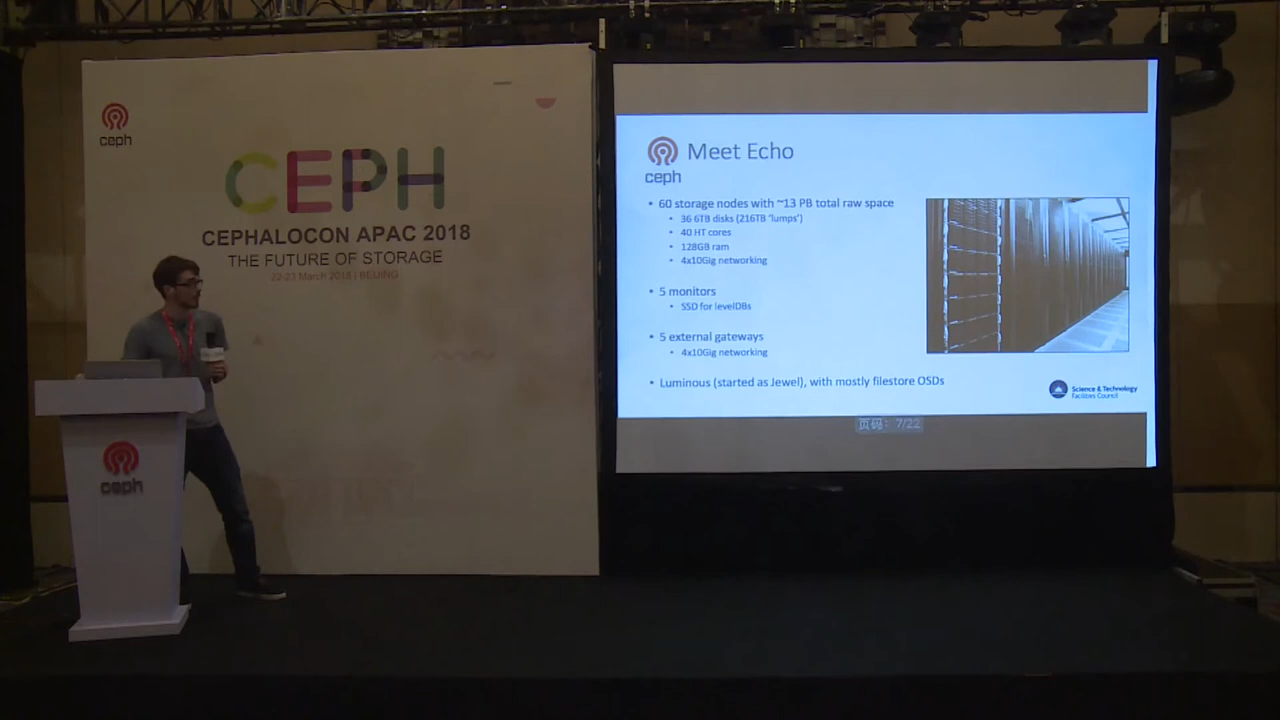 ceph
CEPH
CEPHALOCON APAC 2018
THE FUTURE OF STORAGE
22-23 March 2018 | BEIJING
ceph
ceph
Meet Echo
• 60 storage nodes with ~13 PB total raw space
• 36 6TB disks (216TB 'lumps')
• 40 HT cores
• 128GB ram
• 4x10Gig networking
• 5 monitors
• SSD for levelDBs
• 5 external gateways
• 4x10Gig networking
• Luminous (started as Jewel), with mostly filestore OSDs
Science & Technology
Facilities Council
页码：7/22